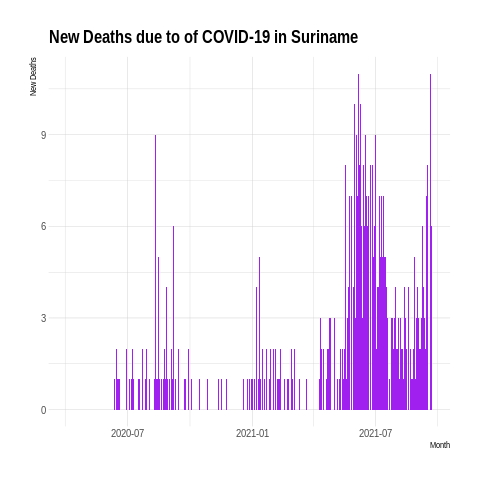 New Deaths due to of COVID-19 in Suriname
New Deaths
9
6
3
0
2020-07
2021-01
2021-07
Month